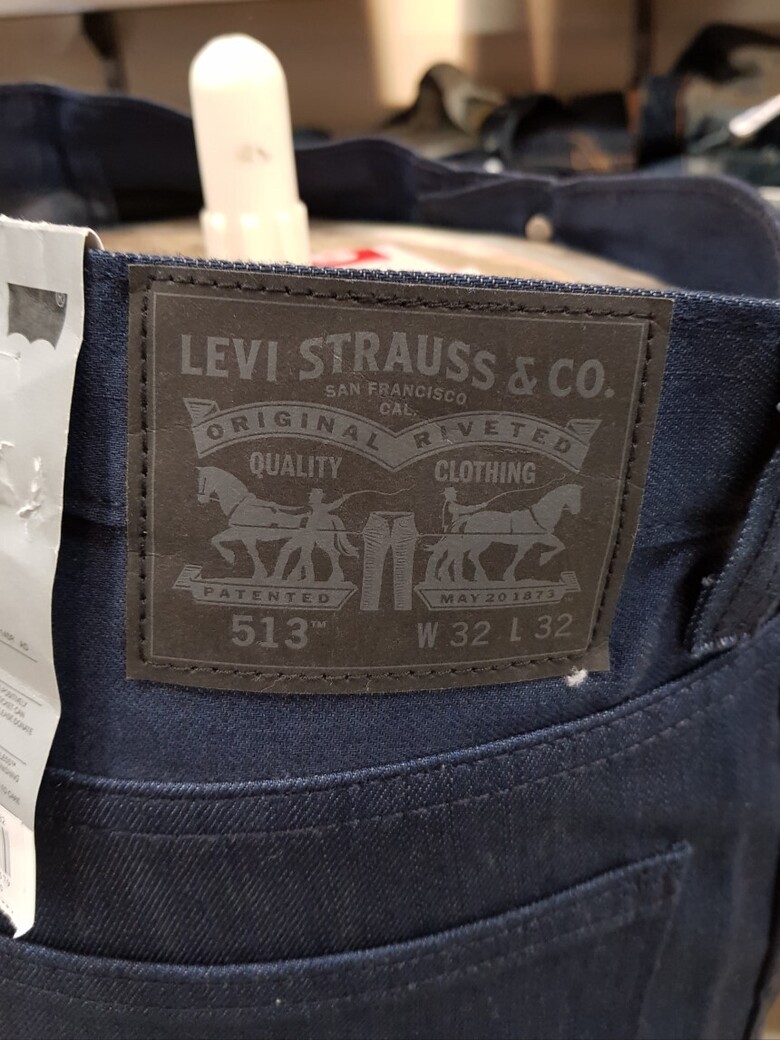 LEVI STRAUSS & CO.
SAN FRANCISCO
CAL.
ORIGINAL RIVETED
QUALITY CLOTHING
PATENTED MAY 20 1873
513™ W 32 L 32